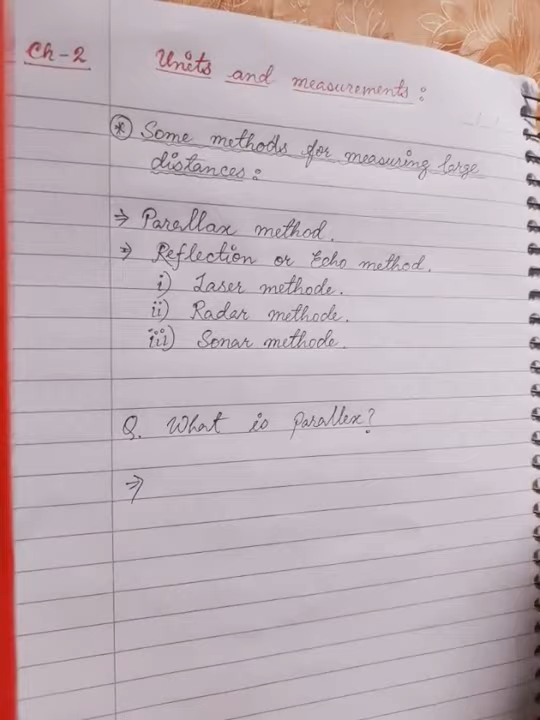 Ch-2 Units and measurements:
* Some methods for measuring large
distances:
⇒ Parallax method.
⇒ Reflection or Echo method.
i) Laser methode.
ii) Radar methode.
iii) Sonar methode.
Q. What is parallex?
⇒